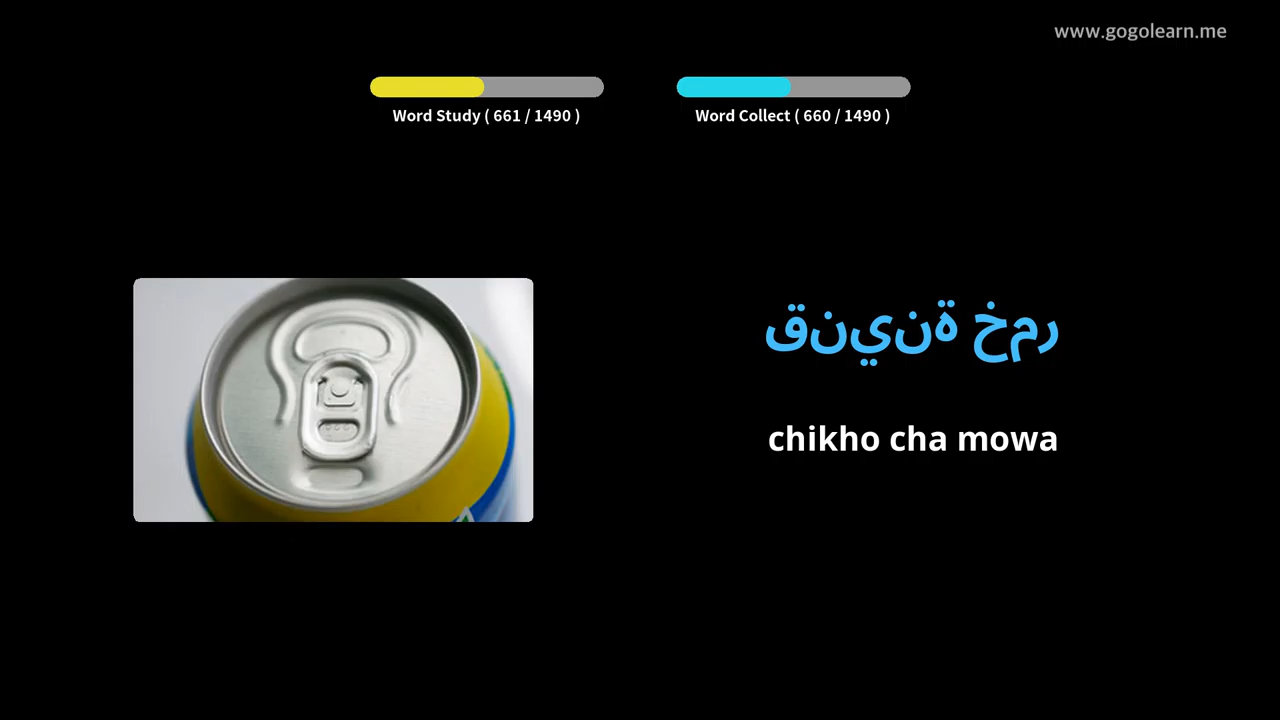 www.gogolearn.me
Word Study ( 661 / 1490 )
Word Collect ( 660 / 1490 )
قنينة خمر
chikho cha mowa